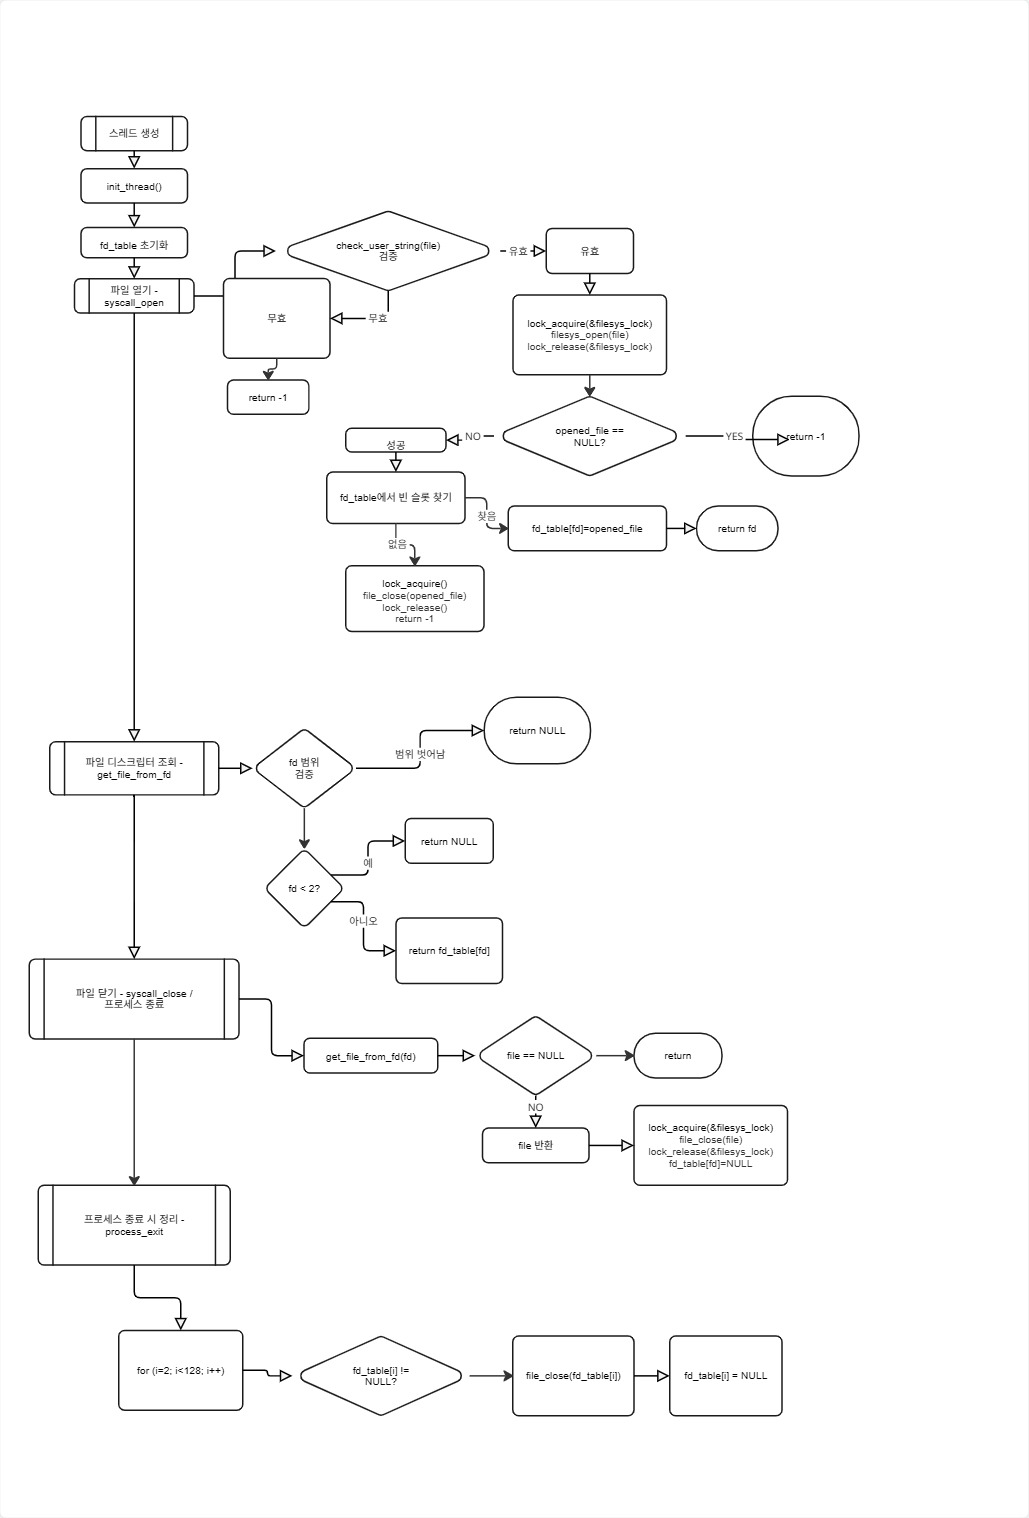 스레드 생성
init_thread()
fd_table 초기화
파일 열기 -
syscall_open
check_user_string(file)
검증
유효
유효
무효
무효
return -1
lock_acquire(&filesys_lock)
filesys_open(file)
lock_release(&filesys_lock)
opened_file ==
NULL?
YES
return -1
NO
성공
fd_table에서 빈 슬롯 찾기
찾음
fd_table[fd]=opened_file
return fd
없음
lock_acquire()
file_close(opened_file)
lock_release()
return -1
파일 디스크립터 조회 -
get_file_from_fd
fd 범위
검증
범위 벗어남
return NULL
fd < 2?
예
return NULL
아니오
return fd_table[fd]
파일 닫기 - syscall_close /
프로세스 종료
get_file_from_fd(fd)
file == NULL
return
NO
file 반환
lock_acquire(&filesys_lock)
file_close(file)
lock_release(&filesys_lock)
fd_table[fd]=NULL
프로세스 종료 시 정리 -
process_exit
for (i=2; i<128; i++)
fd_table[i] !=
NULL?
file_close(fd_table[i])
fd_table[i] = NULL